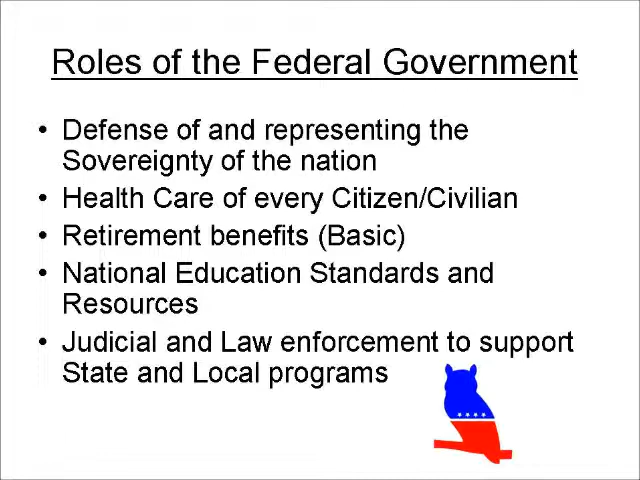 Roles of the Federal Government
• Defense of and representing the
Sovereignty of the nation
• Health Care of every Citizen/Civilian
• Retirement benefits (Basic)
• National Education Standards and
Resources
• Judicial and Law enforcement to support
State and Local programs